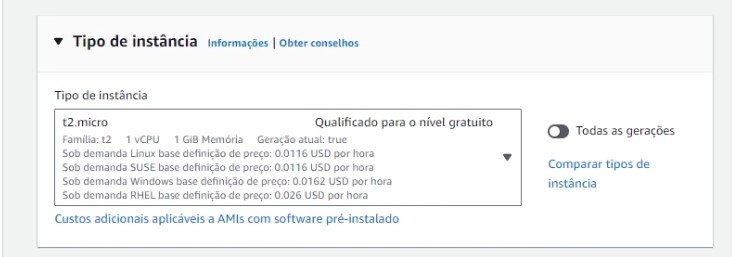 Tipo de instância Informações | Obter conselhos
Tipo de instância
t2.micro Qualificado para o nível gratuito
Família: t2 1 vCPU 1 GiB Memória Geração atual: true
Sob demanda Linux base definição de preço: 0.0116 USD por hora
Sob demanda SUSE base definição de preço: 0.0116 USD por hora
Sob demanda Windows base definição de preço: 0.0162 USD por hora
Sob demanda RHEL base definição de preço: 0.026 USD por hora
Todas as gerações
Comparar tipos de
instância
Custos adicionais aplicáveis a AMIs com software pré-instalado